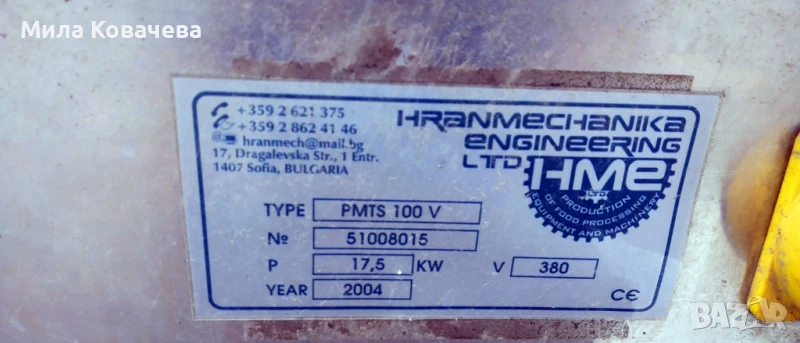 Мила Ковачева
+359 2 621 375
+359 2 862 41 46
hranmech@mail.bg
17, Dragalevska Str., 1 Entr.
1407 Sofia, BULGARIA
HRANMECHANIKA
ENGINEERING
LTD
HME
LTD
PRODUCTION
OF FOOD PROCESSING
EQUIPMENT AND MACHINERY
TYPE PMTS 100 V
№ 51008015
P 17,5 KW V 380
YEAR 2004
CE
BAZAR